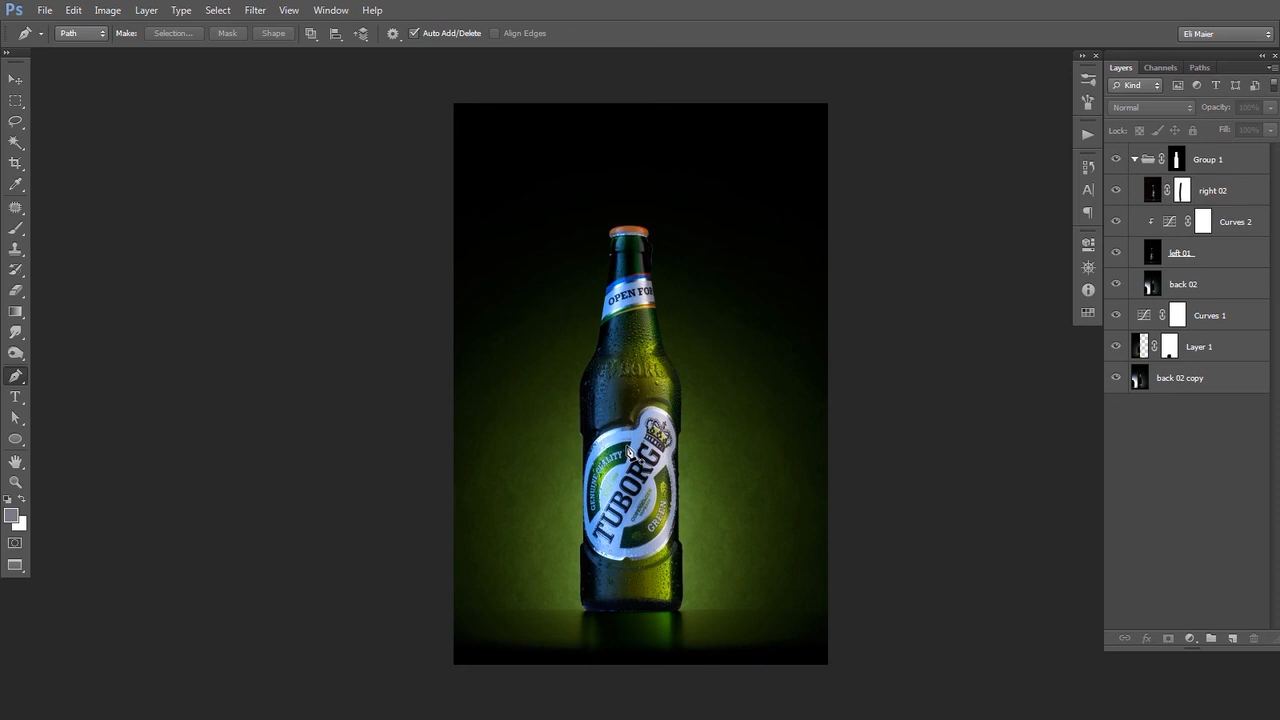 Ps File Edit Image Layer Type Select Filter View Window Help
Path Make: Selection... Mask Shape Auto Add/Delete Align Edges Eli Maier
Layers Channels Paths
Kind
Normal Opacity: 100%
Lock: Fill: 100%
Group 1
right 02
Curves 2
left 01
back 02
Curves 1
Layer 1
back 02 copy
OPEN FOR
GENUINE QUALITY
TUBORG
GREEN